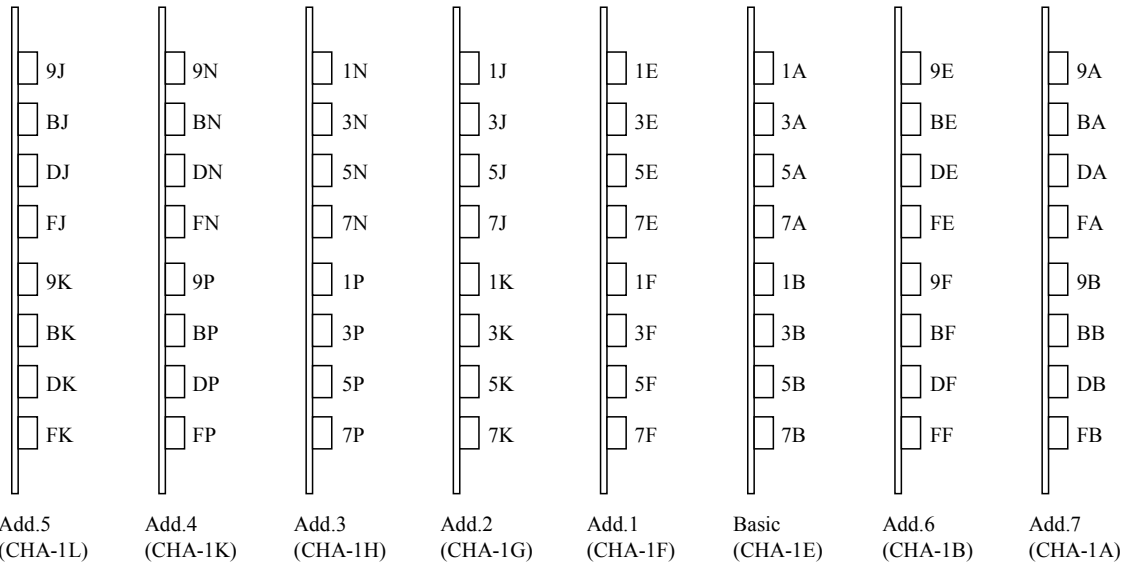 9J 9N 1N 1J 1E 1A 9E 9A
BJ BN 3N 3J 3E 3A BE BA
DJ DN 5N 5J 5E 5A DE DA
FJ FN 7N 7J 7E 7A FE FA
9K 9P 1P 1K 1F 1B 9F 9B
BK BP 3P 3K 3F 3B BF BB
DK DP 5P 5K 5F 5B DF DB
FK FP 7P 7K 7F 7B FF FB
Add.5 Add.4 Add.3 Add.2 Add.1 Basic Add.6 Add.7
(CHA-1L) (CHA-1K) (CHA-1H) (CHA-1G) (CHA-1F) (CHA-1E) (CHA-1B) (CHA-1A)